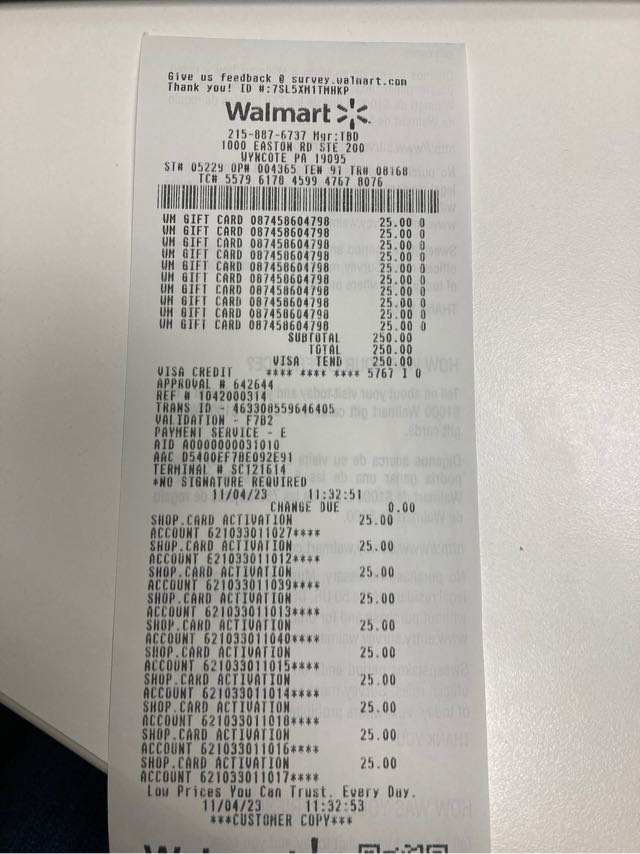 Give us feedback @ survey.walmart.com
Thank you! ID #:7SL5XM1TMHKP
Walmart
215-887-6737 Mgr:TBD
1000 EASTON RD STE 200
WYNCOTE PA 19095
ST# 05229 OP# 004365 TE# 97 TR# 08168
TC# 5579 6178 4599 4767 8076
WM GIFT CARD 087458604798 25.00 0
WM GIFT CARD 087458604798 25.00 0
WM GIFT CARD 087458604798 25.00 0
WM GIFT CARD 087458604798 25.00 0
WM GIFT CARD 087458604798 25.00 0
WM GIFT CARD 087458604798 25.00 0
WM GIFT CARD 087458604798 25.00 0
WM GIFT CARD 087458604798 25.00 0
WM GIFT CARD 087458604798 25.00 0
WM GIFT CARD 087458604798 25.00 0
SUBTOTAL 250.00
TOTAL 250.00
VISA TEND 250.00
VISA CREDIT **** **** **** 5767 I 0
APPROVAL # 642644
REF # 1042000314
TRANS ID - 463308559646405
VALIDATION - F7B2
PAYMENT SERVICE - E
AID A0000000031010
AAC D5400EF7BE092E91
TERMINAL # SC121614
*NO SIGNATURE REQUIRED
11/04/23 11:32:51
CHANGE DUE 0.00
SHOP.CARD ACTIVATION 25.00
ACCOUNT 621033011027****
SHOP.CARD ACTIVATION 25.00
ACCOUNT 621033011012****
SHOP.CARD ACTIVATION 25.00
ACCOUNT 621033011039****
SHOP.CARD ACTIVATION 25.00
ACCOUNT 621033011013****
SHOP.CARD ACTIVATION 25.00
ACCOUNT 621033011040****
SHOP.CARD ACTIVATION 25.00
ACCOUNT 621033011015****
SHOP.CARD ACTIVATION 25.00
ACCOUNT 621033011014****
SHOP.CARD ACTIVATION 25.00
ACCOUNT 621033011018****
SHOP.CARD ACTIVATION 25.00
ACCOUNT 621033011016****
SHOP.CARD ACTIVATION 25.00
ACCOUNT 621033011017****
Low Prices You Can Trust. Every Day.
11/04/23 11:32:53
***CUSTOMER COPY***